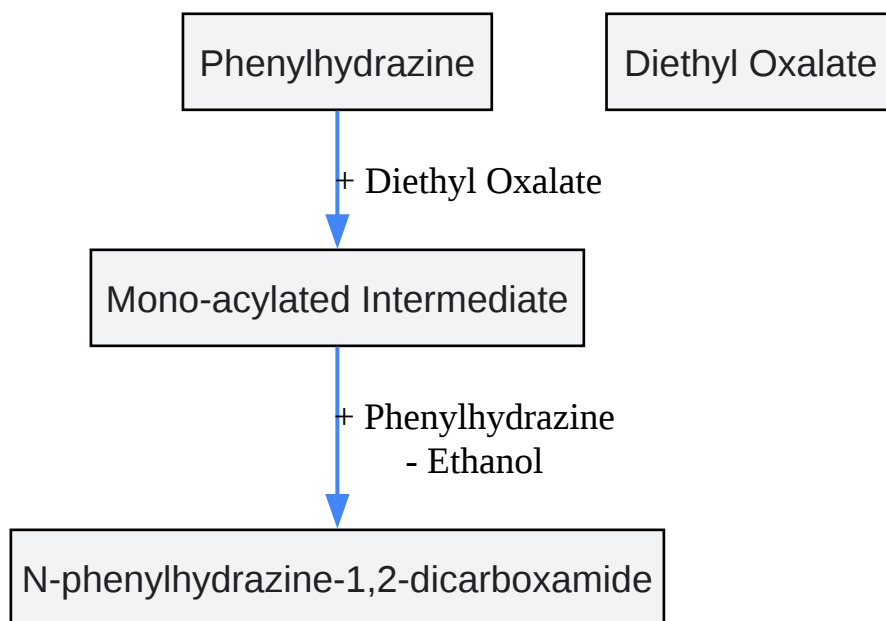 Phenylhydrazine
Diethyl Oxalate
+ Diethyl Oxalate
Mono-acylated Intermediate
+ Phenylhydrazine
- Ethanol
N-phenylhydrazine-1,2-dicarboxamide